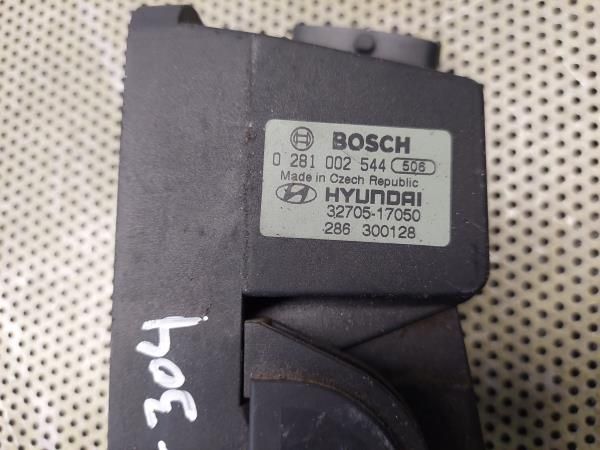 BOSCH
0 281 002 544 506
Made in Czech Republic
HYUNDAI
32705-17050
286 300128
- 304